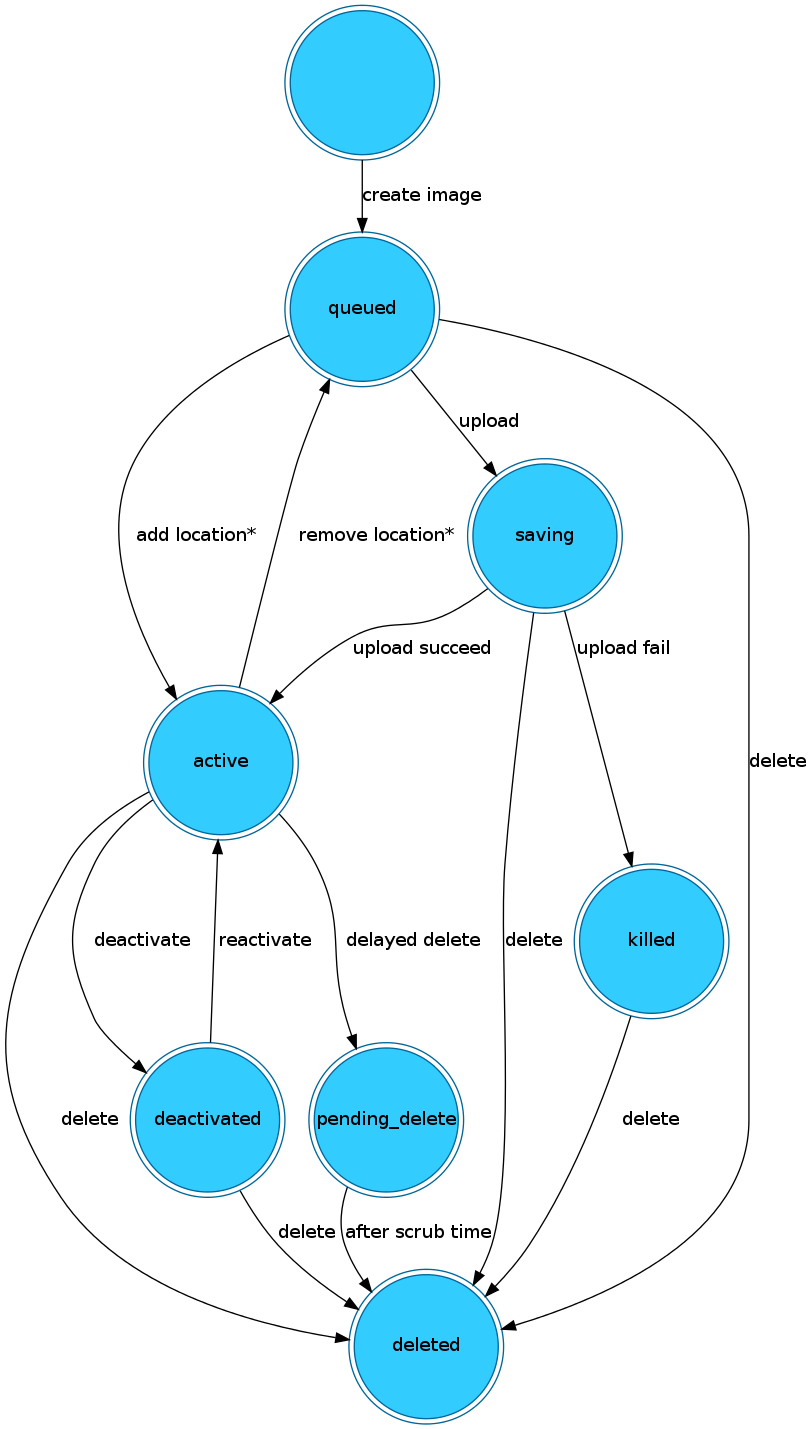 create image
queued
upload
add location*
remove location*
saving
upload succeed
upload fail
active
delete
deactivate
reactivate
delayed delete
delete
killed
delete
deactivated
pending_delete
delete
delete
after scrub time
deleted